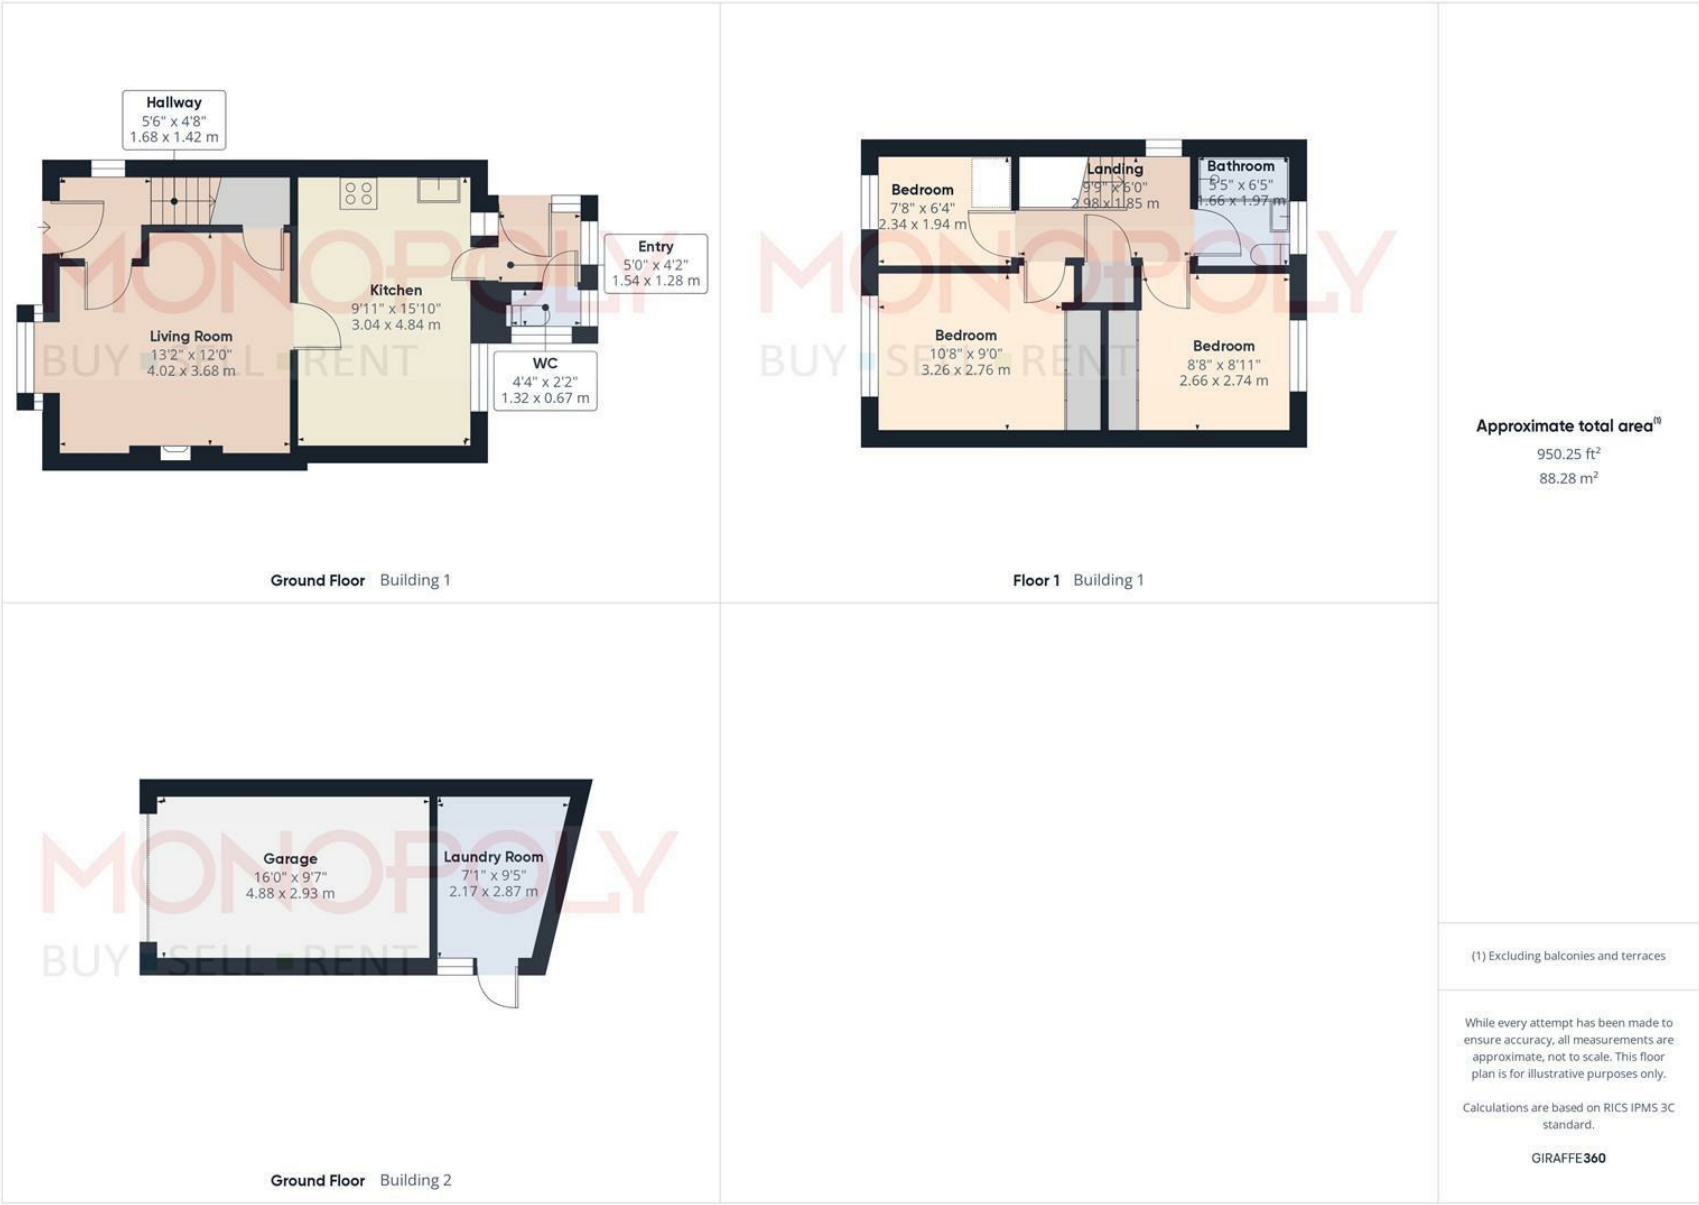 Hallway
5'6" x 4'8"
1.68 x 1.42 m
Entry
5'0" x 4'2"
1.54 x 1.28 m
Kitchen
9'11" x 15'10"
3.04 x 4.84 m
Living Room
13'2" x 12'0"
4.02 x 3.68 m
WC
4'4" x 2'2"
1.32 x 0.67 m
MONOPOLY
BUY SELL RENT
Ground Floor Building 1
Bedroom
7'8" x 6'4"
2.34 x 1.94 m
Landing
9'9" x 6'0"
2.98 x 1.85 m
Bathroom
5'5" x 6'5"
1.66 x 1.97 m
Bedroom
10'8" x 9'0"
3.26 x 2.76 m
Bedroom
8'8" x 8'11"
2.66 x 2.74 m
MONOPOLY
BUY SELL RENT
Floor 1 Building 1
Garage
16'0" x 9'7"
4.88 x 2.93 m
Laundry Room
7'1" x 9'5"
2.17 x 2.87 m
MONOPOLY
BUY SELL RENT
Ground Floor Building 2
Approximate total area(1)
950.25 ft²
88.28 m²
(1) Excluding balconies and terraces
While every attempt has been made to
ensure accuracy, all measurements are
approximate, not to scale. This floor
plan is for illustrative purposes only.
Calculations are based on RICS IPMS 3C
standard.
GIRAFFE360